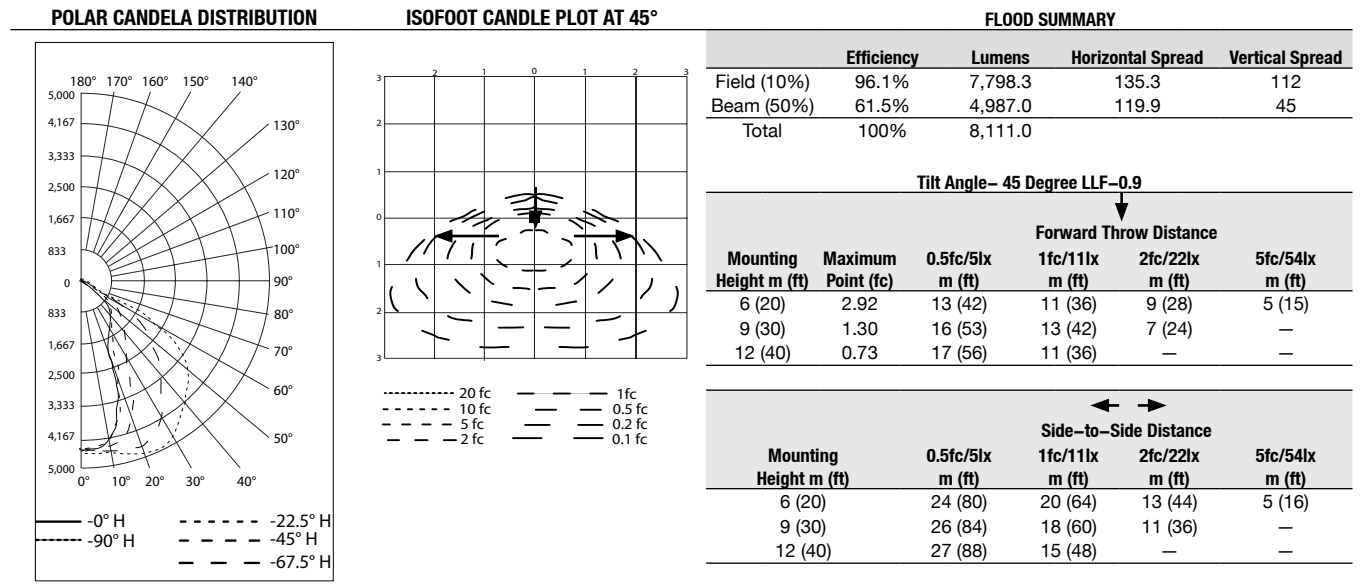 POLAR CANDELA DISTRIBUTION
180° 170° 160° 150° 140°
5,000
4,167
3,333
2,500
1,667
833
0
833
1,667
2,500
3,333
4,167
5,000
130°
120°
110°
100°
90°
80°
70°
60°
50°
0° 10° 20° 30° 40°
-0° H
-90° H
-22.5° H
-45° H
-67.5° H
ISOFOOT CANDLE PLOT AT 45°
3 2 1 0 1 2 3
2
1
0
1
2
3
20 fc
10 fc
5 fc
2 fc
1fc
0.5 fc
0.2 fc
0.1 fc
FLOOD SUMMARY
Efficiency Lumens Horizontal Spread Vertical Spread
Field (10%) 96.1% 7,798.3 135.3 112
Beam (50%) 61.5% 4,987.0 119.9 45
Total 100% 8,111.0
Tilt Angle– 45 Degree LLF–0.9
Forward Throw Distance
Mounting Maximum 0.5fc/5lx 1fc/11lx 2fc/22lx 5fc/54lx
Height m (ft) Point (fc) m (ft) m (ft) m (ft) m (ft)
6 (20) 2.92 13 (42) 11 (36) 9 (28) 5 (15)
9 (30) 1.30 16 (53) 13 (42) 7 (24) —
12 (40) 0.73 17 (56) 11 (36) — —
Side–to–Side Distance
Mounting 0.5fc/5lx 1fc/11lx 2fc/22lx 5fc/54lx
Height m (ft) m (ft) m (ft) m (ft) m (ft)
6 (20) 24 (80) 20 (64) 13 (44) 5 (16)
9 (30) 26 (84) 18 (60) 11 (36) —
12 (40) 27 (88) 15 (48) — —